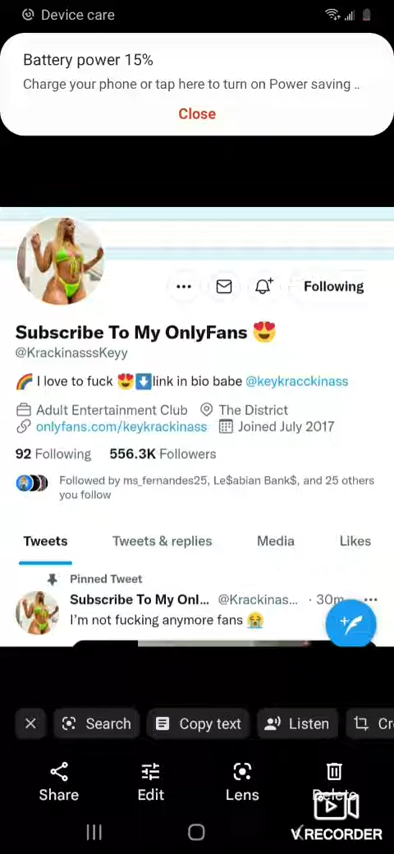 Device care
Battery power 15%
Charge your phone or tap here to turn on Power saving ..
Close
Following
Subscribe To My OnlyFans 😍
@KrackinasssKeyy
🌈 I love to fuck 😍⬇️link in bio babe @keykracckinass
Adult Entertainment Club The District
onlyfans.com/keykrackinass Joined July 2017
92 Following 556.3K Followers
Followed by ms_fernandes25, Le$abian Bank$, and 25 others
you follow
Tweets Tweets & replies Media Likes
Pinned Tweet
Subscribe To My Onl... @Krackinas... · 30m
I'm not fucking anymore fans 😭
Search Copy text Listen Cr
Share Edit Lens Delete
V.RECORDER